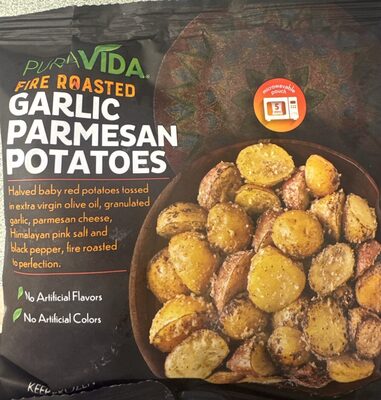 PURAVIDA®
FIRE ROASTED
GARLIC
PARMESAN
POTATOES
Halved baby red potatoes tossed
in extra virgin olive oil, granulated
garlic, parmesan cheese,
Himalayan pink salt and
black pepper, fire roasted
to perfection.
No Artificial Flavors
No Artificial Colors
microwavable
pouch
5
KEEP